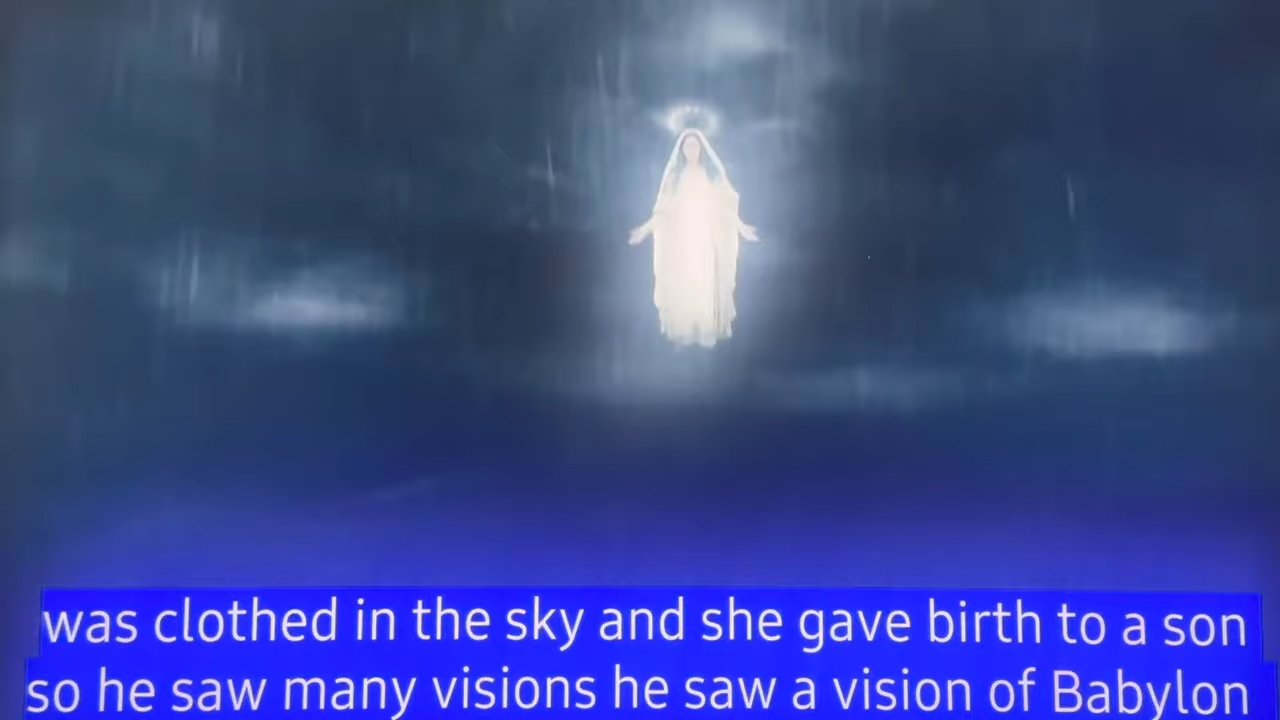 was clothed in the sky and she gave birth to a son
so he saw many visions he saw a vision of Babylon